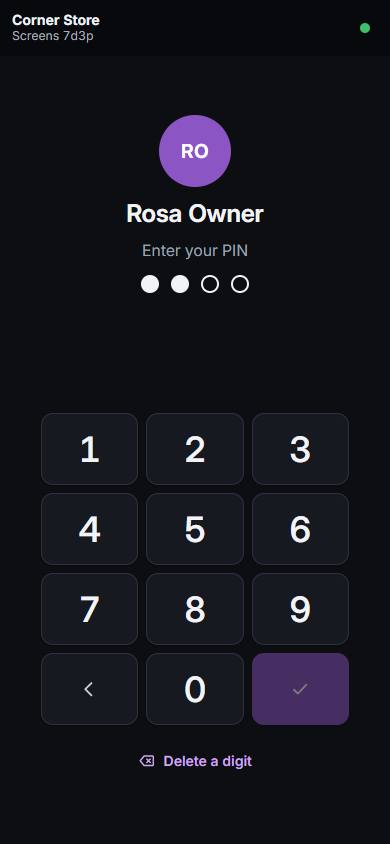 Corner Store
Screens 7d3p
RO
Rosa Owner
Enter your PIN
1 2 3
4 5 6
7 8 9
0
Delete a digit